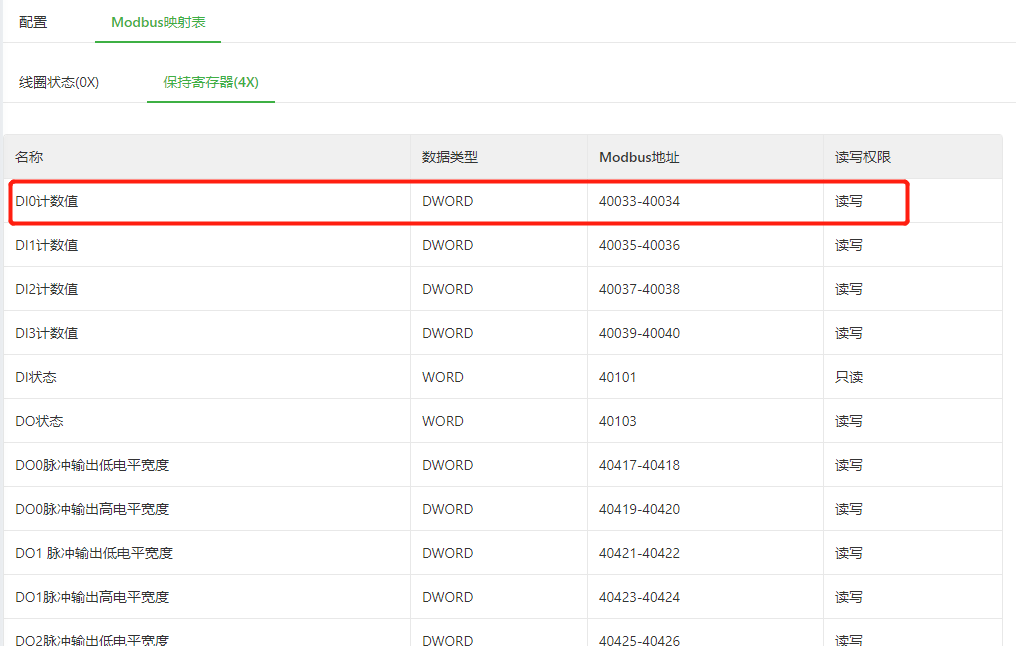 配置 Modbus映射表
线圈状态(0X) 保持寄存器(4X)
名称 数据类型 Modbus地址 读写权限
DI0计数值 DWORD 40033-40034 读写
DI1计数值 DWORD 40035-40036 读写
DI2计数值 DWORD 40037-40038 读写
DI3计数值 DWORD 40039-40040 读写
DI状态 WORD 40101 只读
DO状态 WORD 40103 读写
DO0脉冲输出低电平宽度 DWORD 40417-40418 读写
DO0脉冲输出高电平宽度 DWORD 40419-40420 读写
DO1 脉冲输出低电平宽度 DWORD 40421-40422 读写
DO1脉冲输出高电平宽度 DWORD 40423-40424 读写
DO2脉冲输出低电平宽度 DWORD 40425-40426 读写